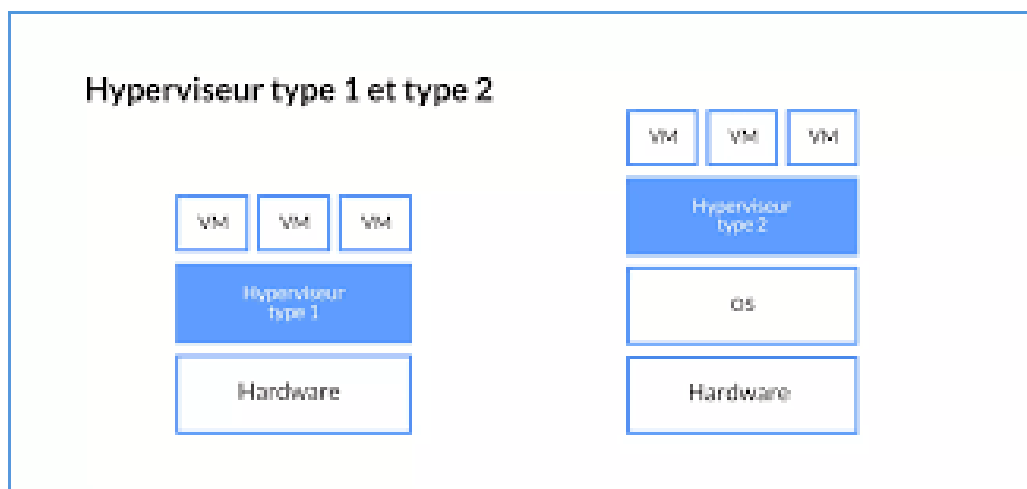 Hyperviseur type 1 et type 2
VM VM VM
Hyperviseur
type 1
Hardware
VM VM VM
Hyperviseur
type 2
OS
Hardware